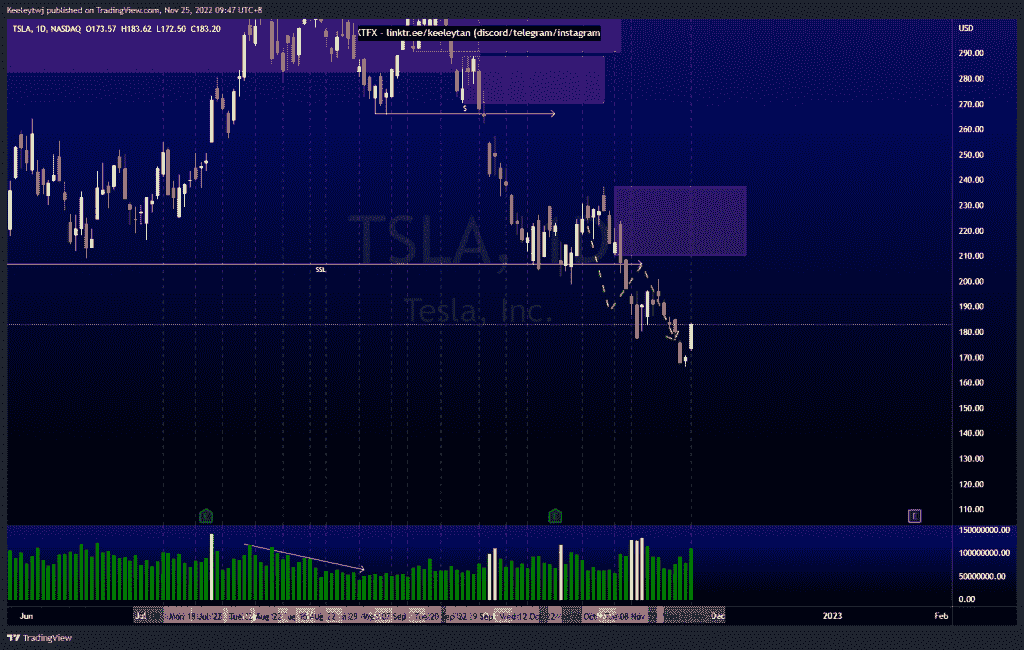 Keeleytwj published on TradingView.com, Nov 25, 2022 09:47 UTC+8
TSLA, 1D, NASDAQ O173.57 H183.62 L172.50 C183.20
KTFX - linktr.ee/keeleytan (discord/telegram/instagram
USD
290.00
280.00
270.00
260.00
250.00
240.00
230.00
220.00
210.00
200.00
190.00
180.00
170.00
160.00
150.00
140.00
130.00
120.00
110.00
S
TSLA, 1D
SSL
Tesla, Inc.
E
E
E
150000000.00
100000000.00
50000000.00
0.00
Jun Jul Dec 2023 Feb
TradingView